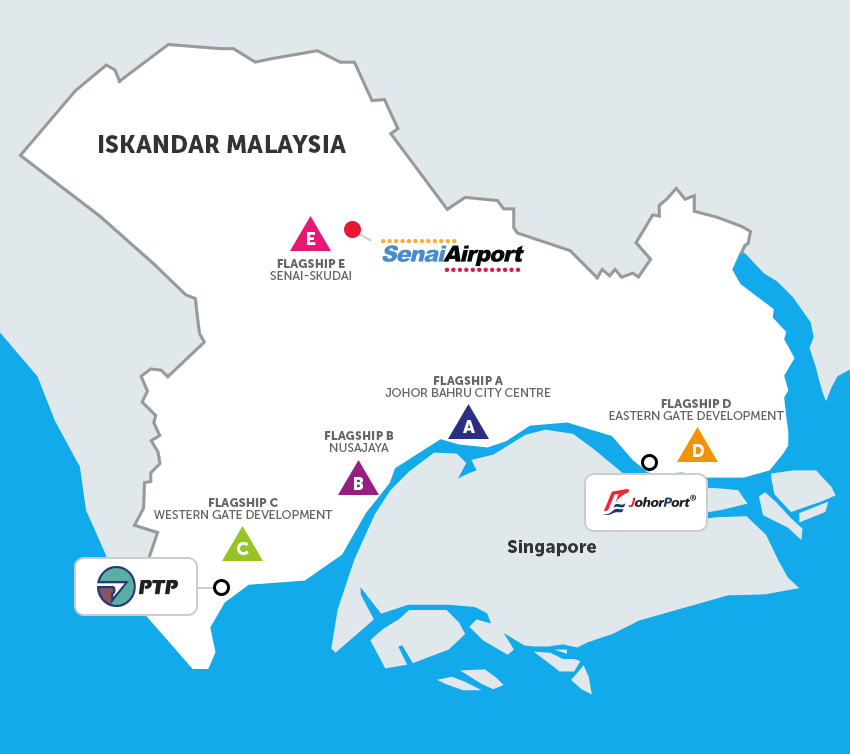 ISKANDAR MALAYSIA
E
FLAGSHIP E
SENAI-SKUDAI
SenaiAirport
FLAGSHIP A
JOHOR BAHRU CITY CENTRE
A
FLAGSHIP B
NUSAJAYA
B
FLAGSHIP D
EASTERN GATE DEVELOPMENT
D
JohorPort®
FLAGSHIP C
WESTERN GATE DEVELOPMENT
C
Singapore
PTP